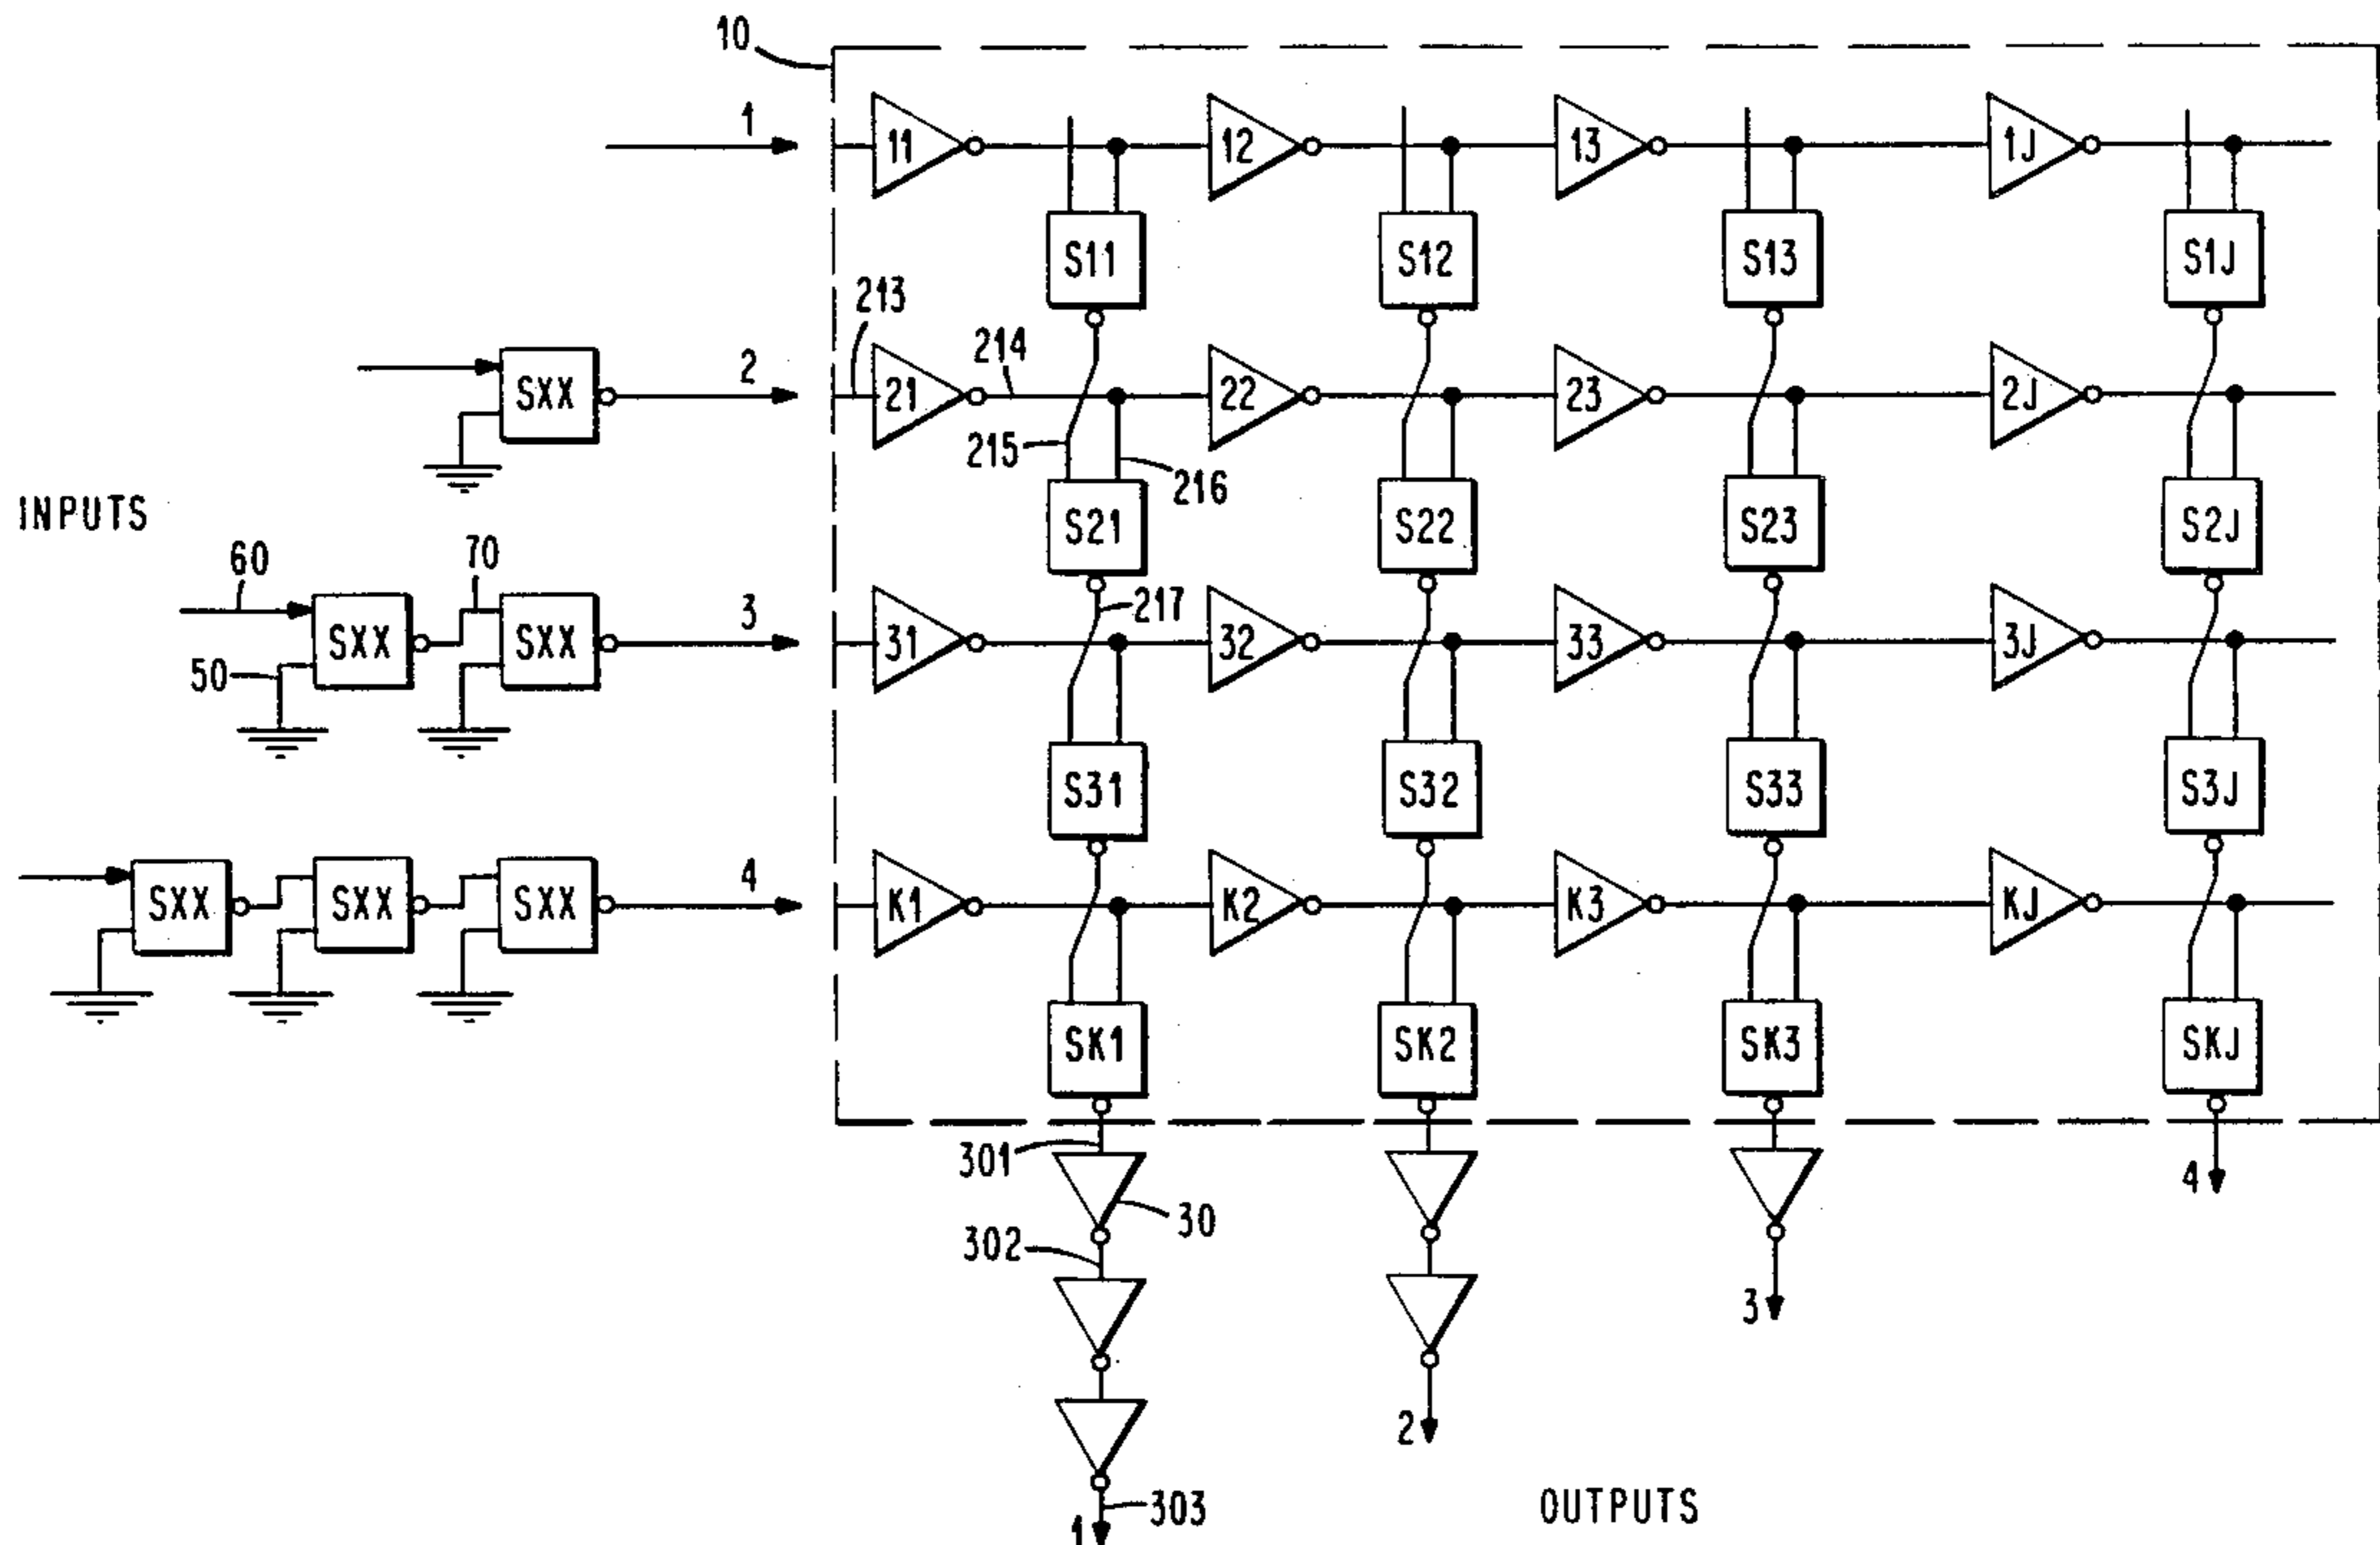 10
1
11 12 13 1J
S11 S12 S13 S1J
213
214
2
SXX
21 22 23 2J
215
216
INPUTS
S21 S22 S23 S2J
60 70
217
3
SXX SXX
31 32 33 3J
50
S31 S32 S33 S3J
4
SXX SXX SXX
K1 K2 K3 KJ
SK1 SK2 SK3 SKJ
301
4
30
302
3
2
303
OUTPUTS
1